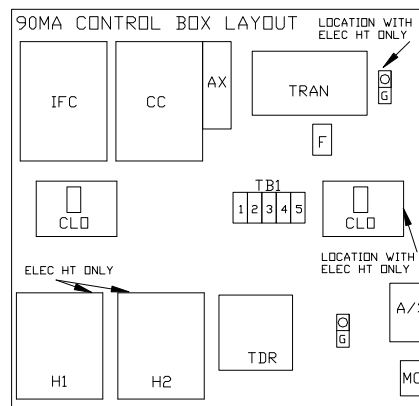 90MA CONTROL BOX LAYOUT
LOCATION WITH
ELEC HT ONLY
IFC
CC
AX
TRAN
G
F
TB1
1 2 3 4 5
CLO
CLO
LOCATION WITH
ELEC HT ONLY
ELEC HT ONLY
H1
H2
TDR
G